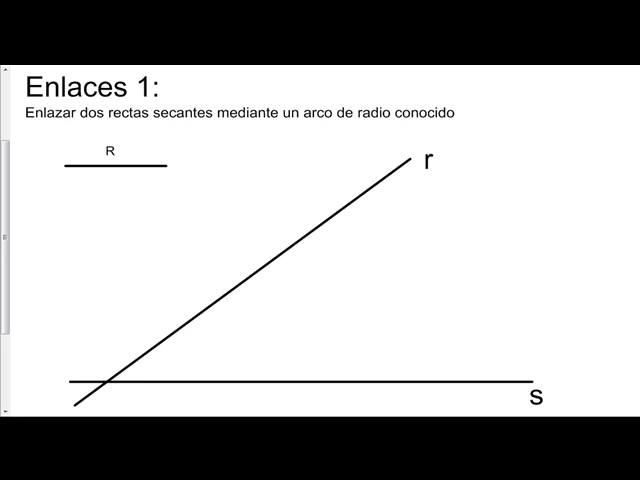 Enlaces 1:
Enlazar dos rectas secantes mediante un arco de radio conocido
R
r
s